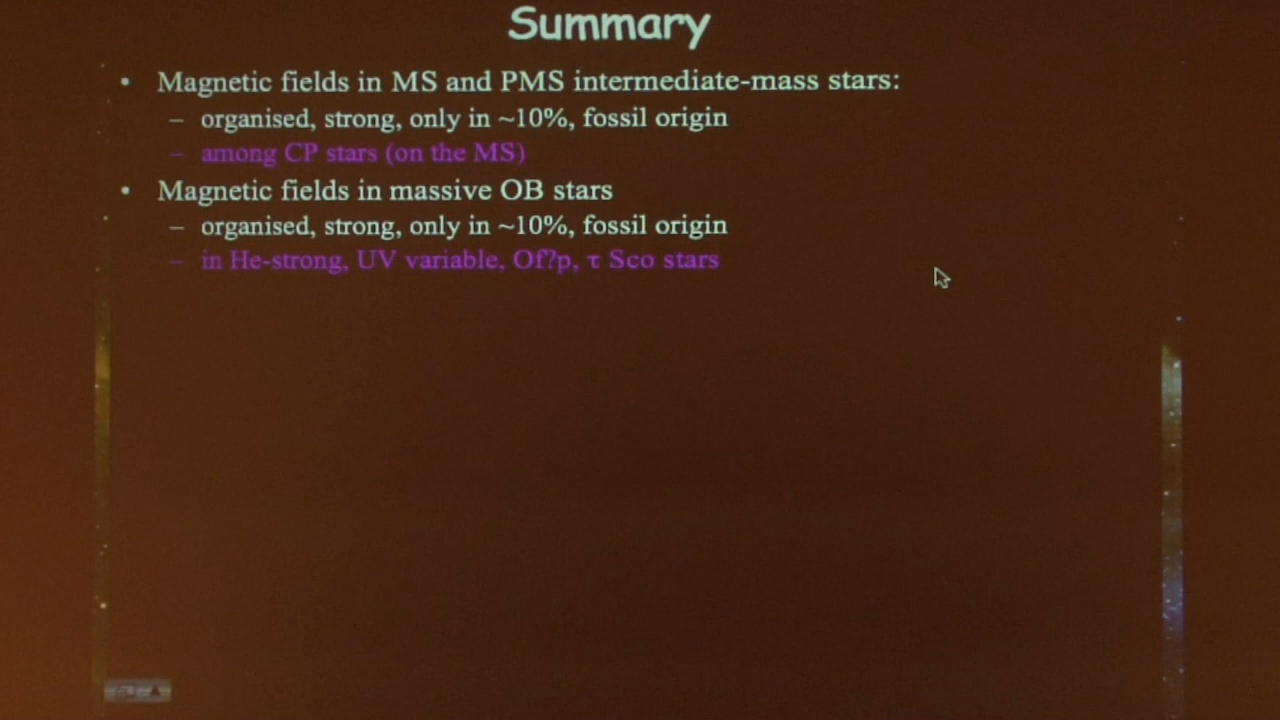 Summary
• Magnetic fields in MS and PMS intermediate-mass stars:
– organised, strong, only in ~10%, fossil origin
– among CP stars (on the MS)
• Magnetic fields in massive OB stars
– organised, strong, only in ~10%, fossil origin
– in He-strong, UV variable, Of?p, τ Sco stars